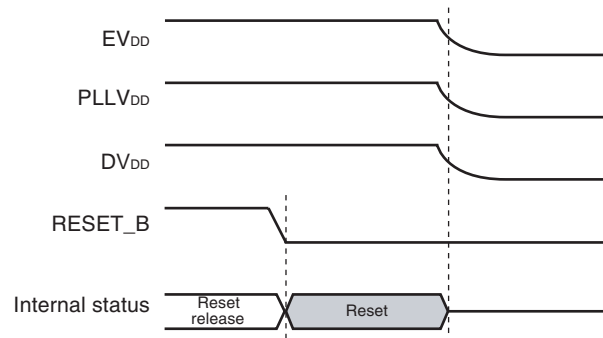 EVDD
PLLVDD
DVDD
RESET_B
Internal status
Reset
release
Reset